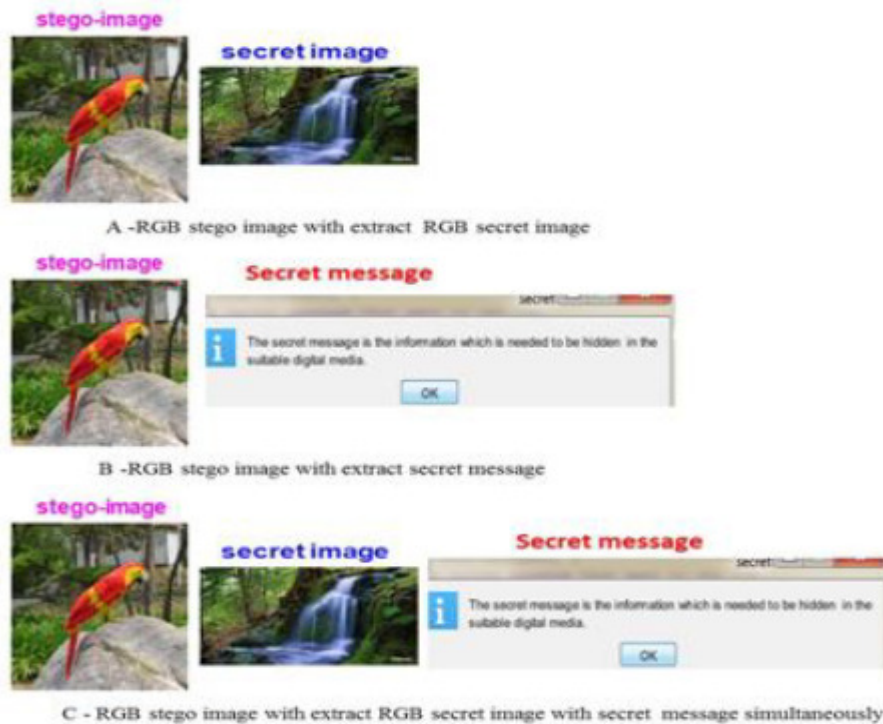 stego-image
secret image
A -RGB stego image with extract RGB secret image
stego-image
Secret message
secret
The secret message is the information which is needed to be hidden in the
suitable digital media.
OK
B -RGB stego image with extract secret message
stego-image
secret image
Secret message
secret
The secret message is the information which is needed to be hidden in the
suitable digital media.
OK
C - RGB stego image with extract RGB secret image with secret message simultaneously